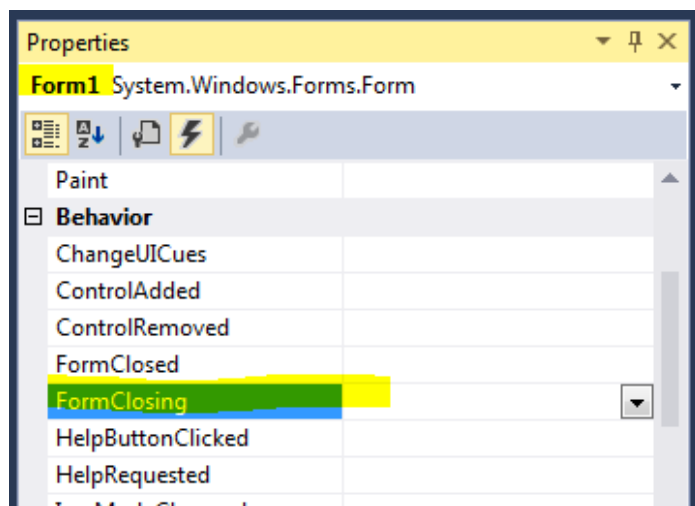 Properties
Form1 System.Windows.Forms.Form
Paint
Behavior
ChangeUICues
ControlAdded
ControlRemoved
FormClosed
FormClosing
HelpButtonClicked
HelpRequested